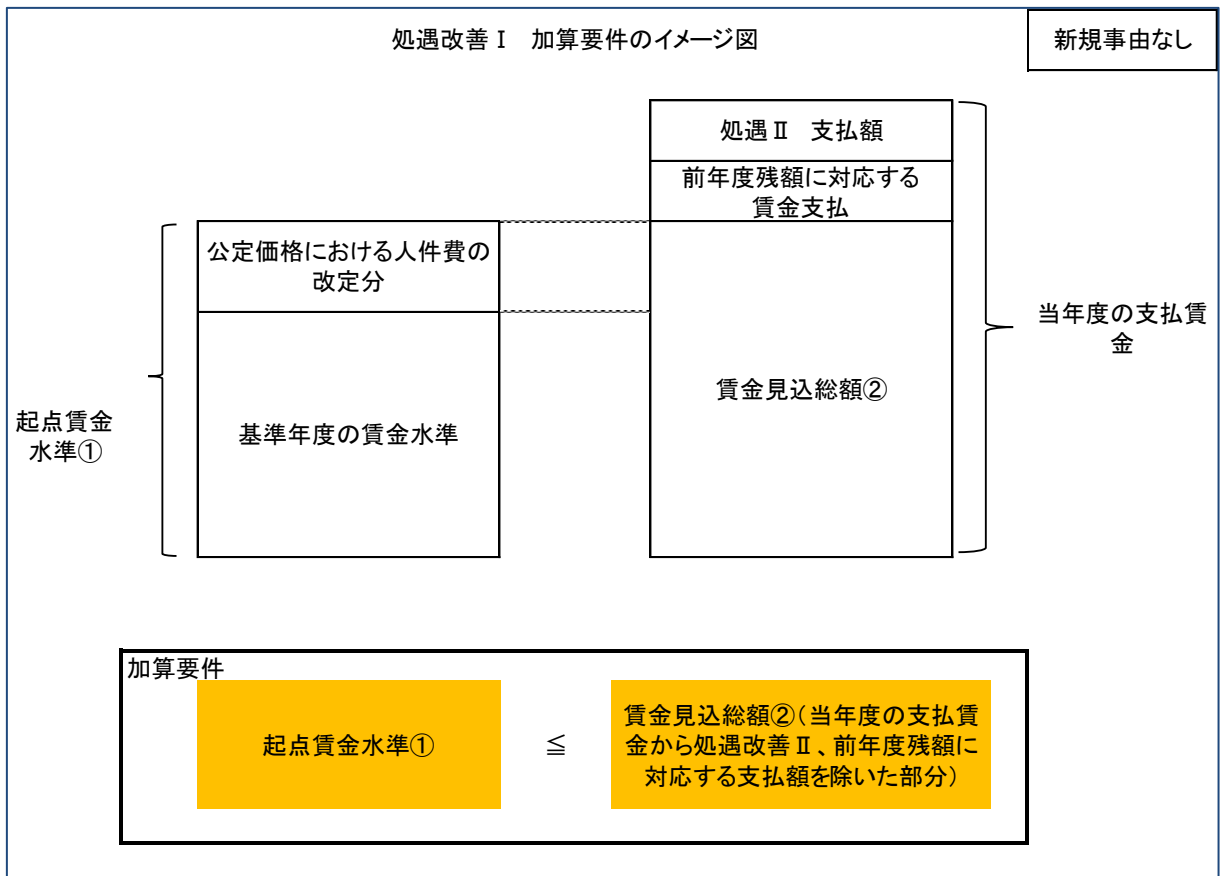 処遇改善Ⅰ　加算要件のイメージ図
新規事由なし
処遇Ⅱ　支払額
前年度残額に対応する
賃金支払
公定価格における人件費の
改定分
当年度の支払賃
金
賃金見込総額②
起点賃金
水準①
基準年度の賃金水準
加算要件
起点賃金水準①
≦
賃金見込総額②（当年度の支払賃
金から処遇改善Ⅱ、前年度残額に
対応する支払額を除いた部分）